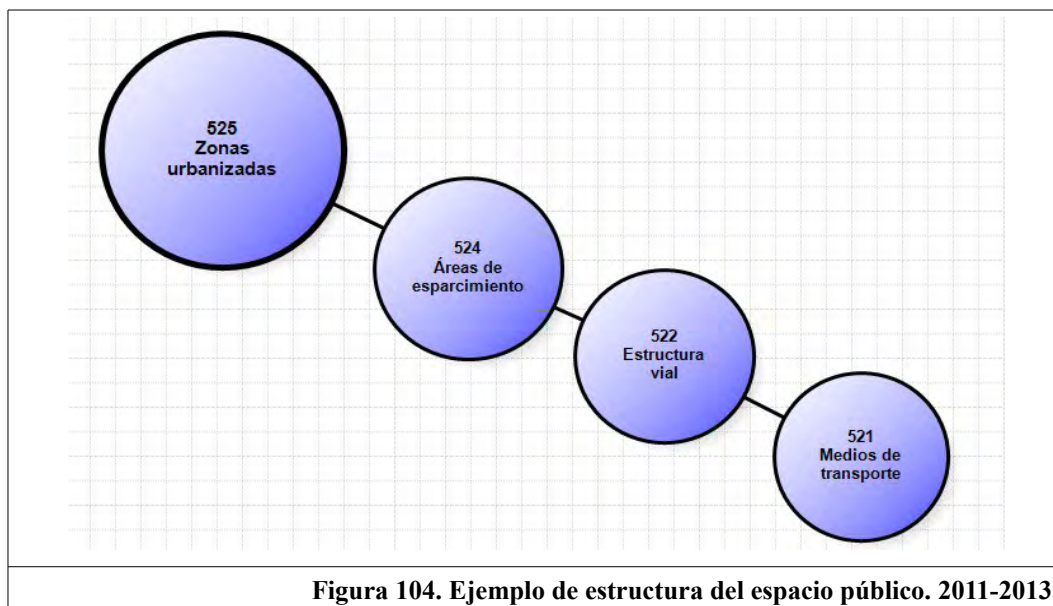 525
Zonas
urbanizadas
524
Áreas de
esparcimiento
522
Estructura
vial
521
Medios de
transporte
Figura 104. Ejemplo de estructura del espacio público. 2011-2013